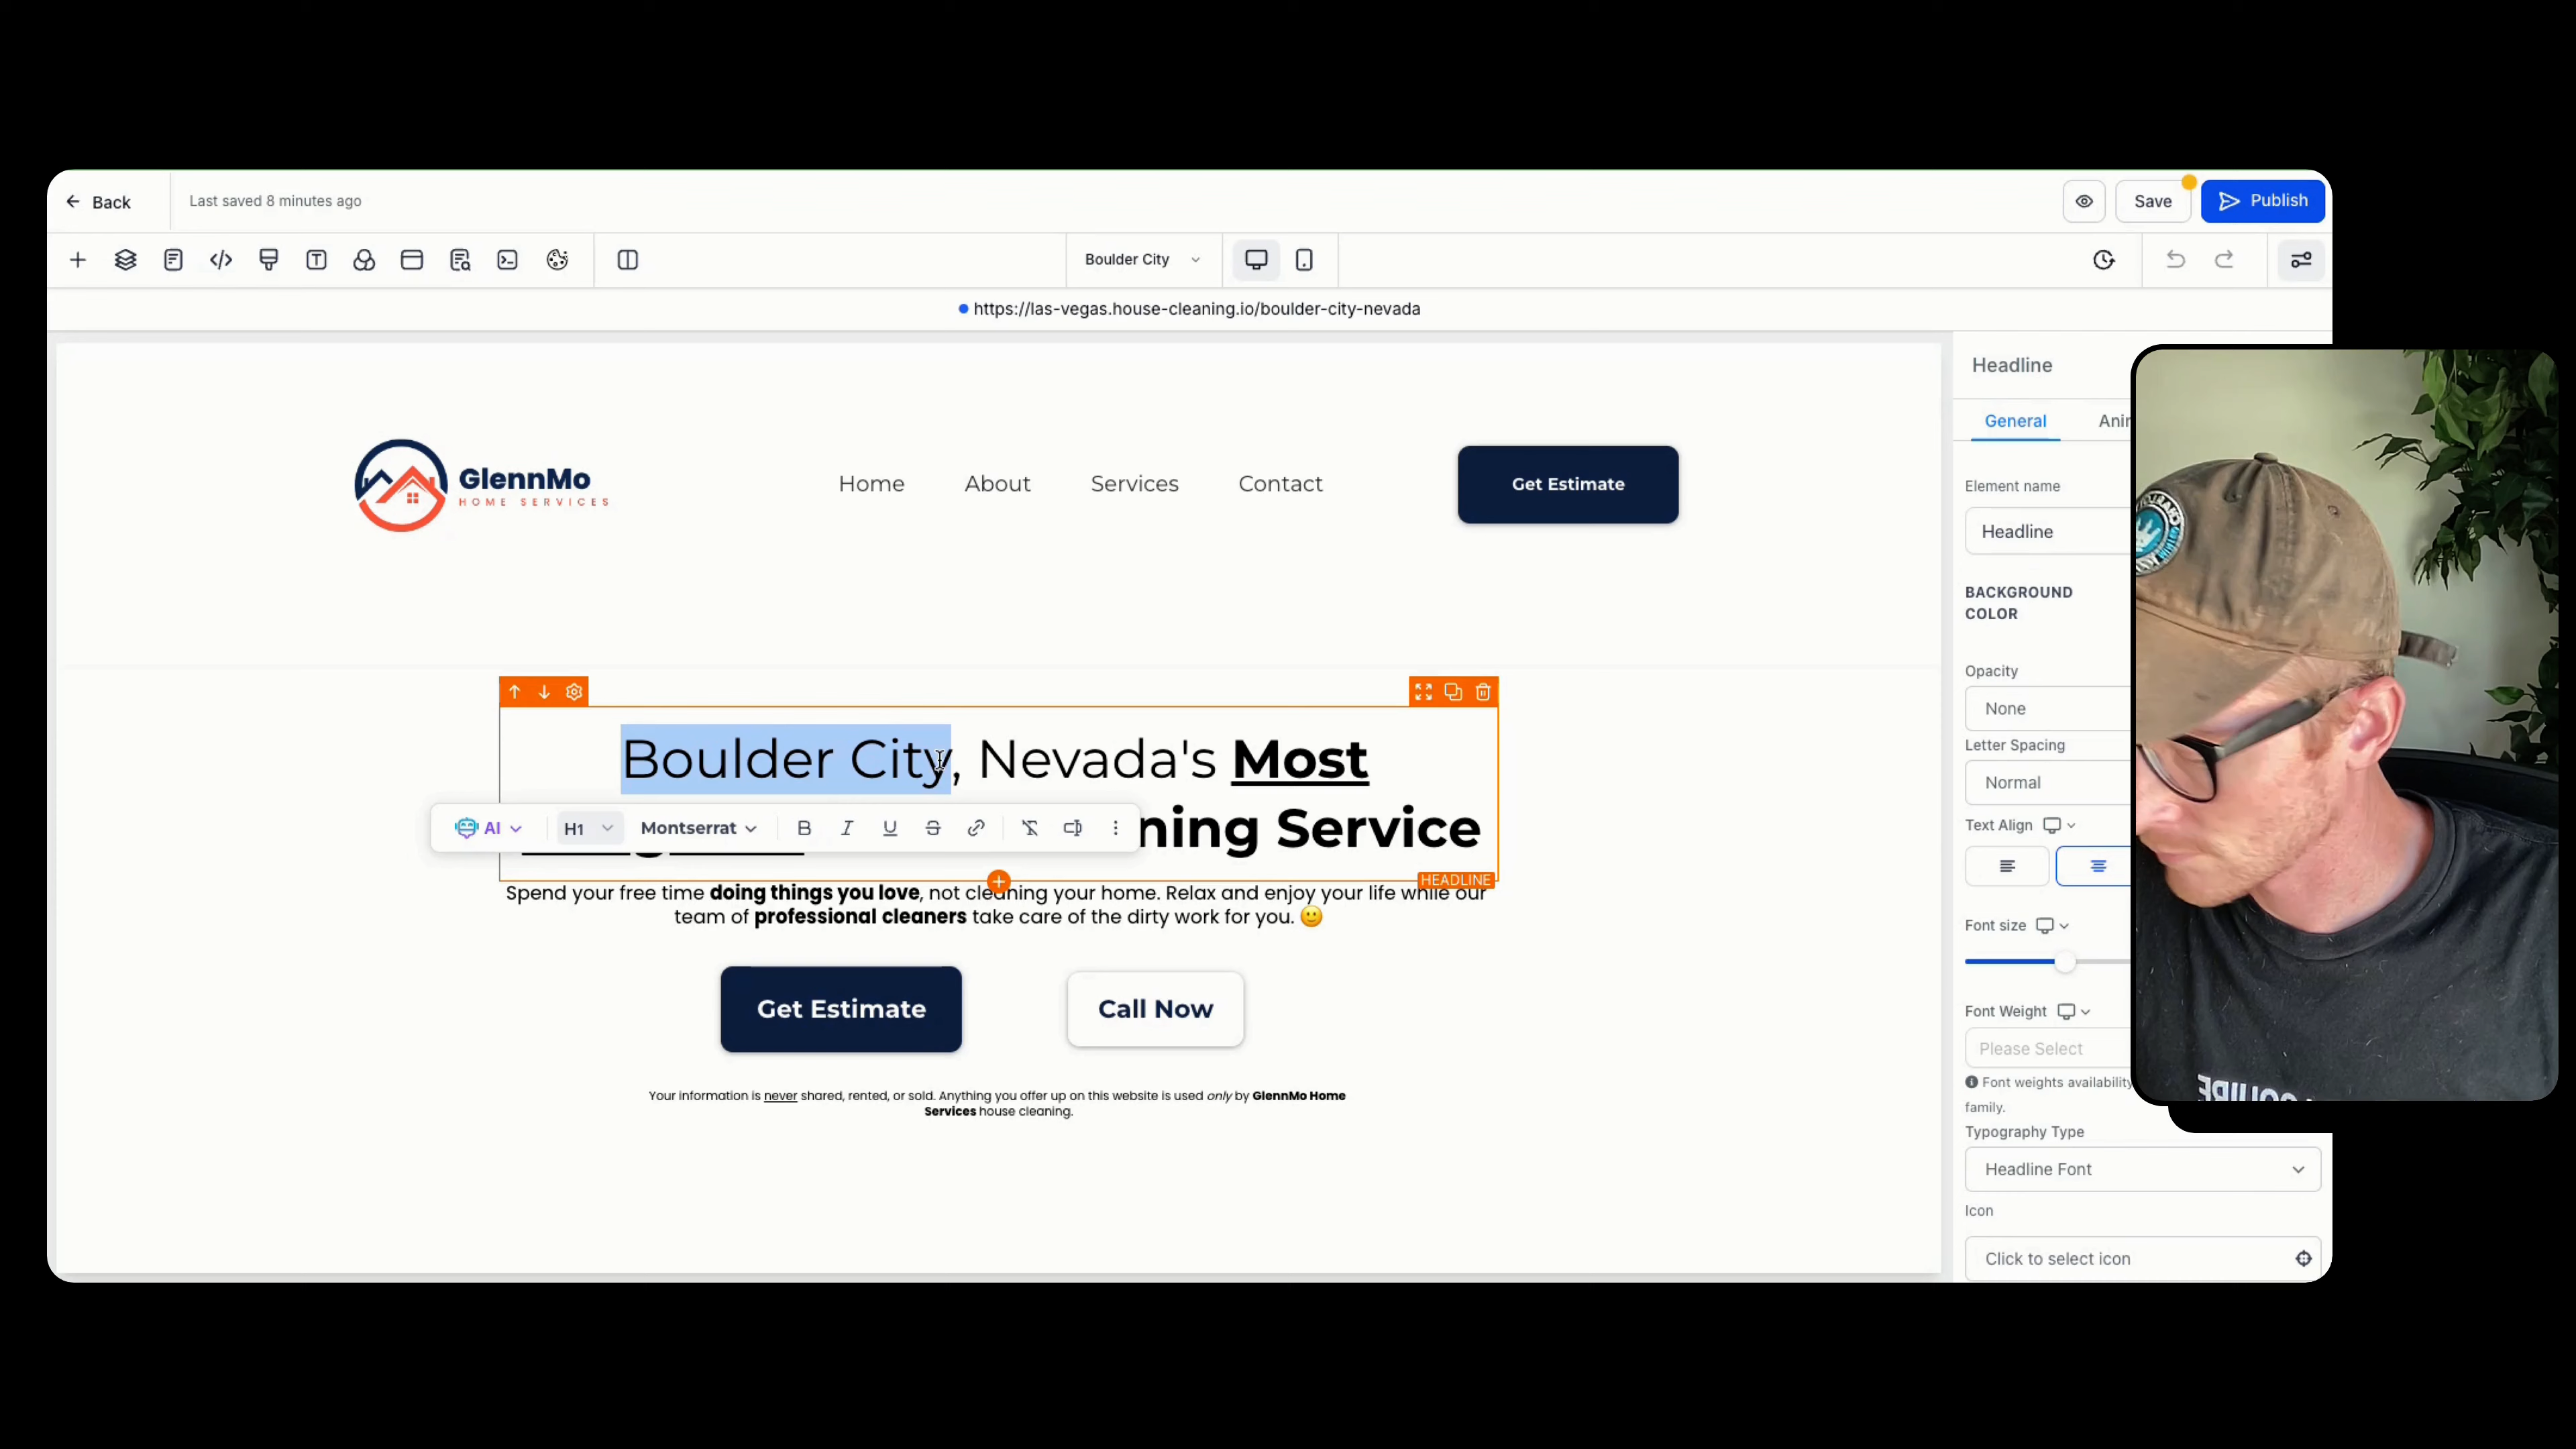 Back
Last saved 8 minutes ago
Save
Publish
Boulder City
https://las-vegas.house-cleaning.io/boulder-city-nevada
GlennMo
HOME SERVICES
Home
About
Services
Contact
Get Estimate
Boulder City, Nevada's Most
ning Service
AI
H1
Montserrat
HEADLINE
Spend your free time doing things you love, not cleaning your home. Relax and enjoy your life while our
team of professional cleaners take care of the dirty work for you. 🙂
Get Estimate
Call Now
Your information is never shared, rented, or sold. Anything you offer up on this website is used only by GlennMo Home
Services house cleaning.
Headline
General
Ani
Element name
Headline
BACKGROUND
COLOR
Opacity
None
Letter Spacing
Normal
Text Align
Font size
Font Weight
Please Select
Font weights availability
family.
Typography Type
Headline Font
Icon
Click to select icon